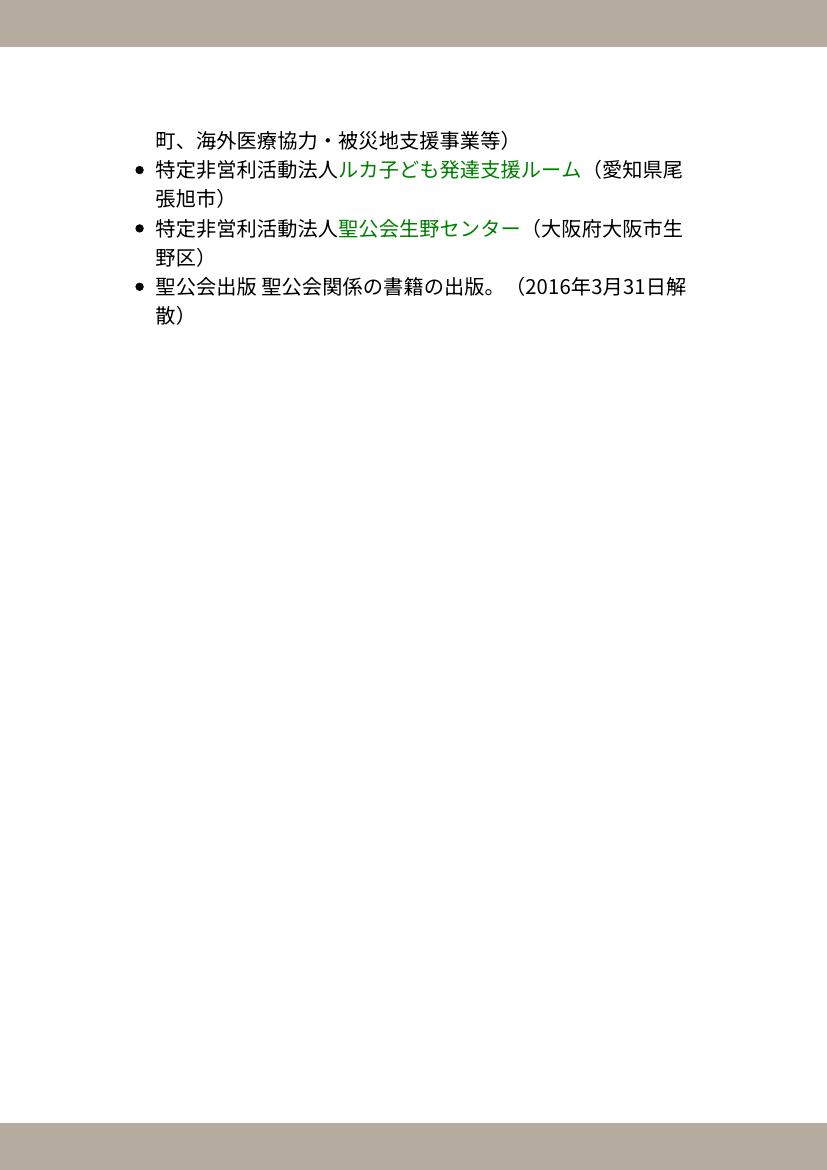 町、海外医療協力・被災地支援事業等）
• 特定非営利活動法人ルカ子ども発達支援ルーム（愛知県尾
張旭市）
• 特定非営利活動法人聖公会生野センター（大阪府大阪市生
野区）
• 聖公会出版 聖公会関係の書籍の出版。（2016年3月31日解
散）